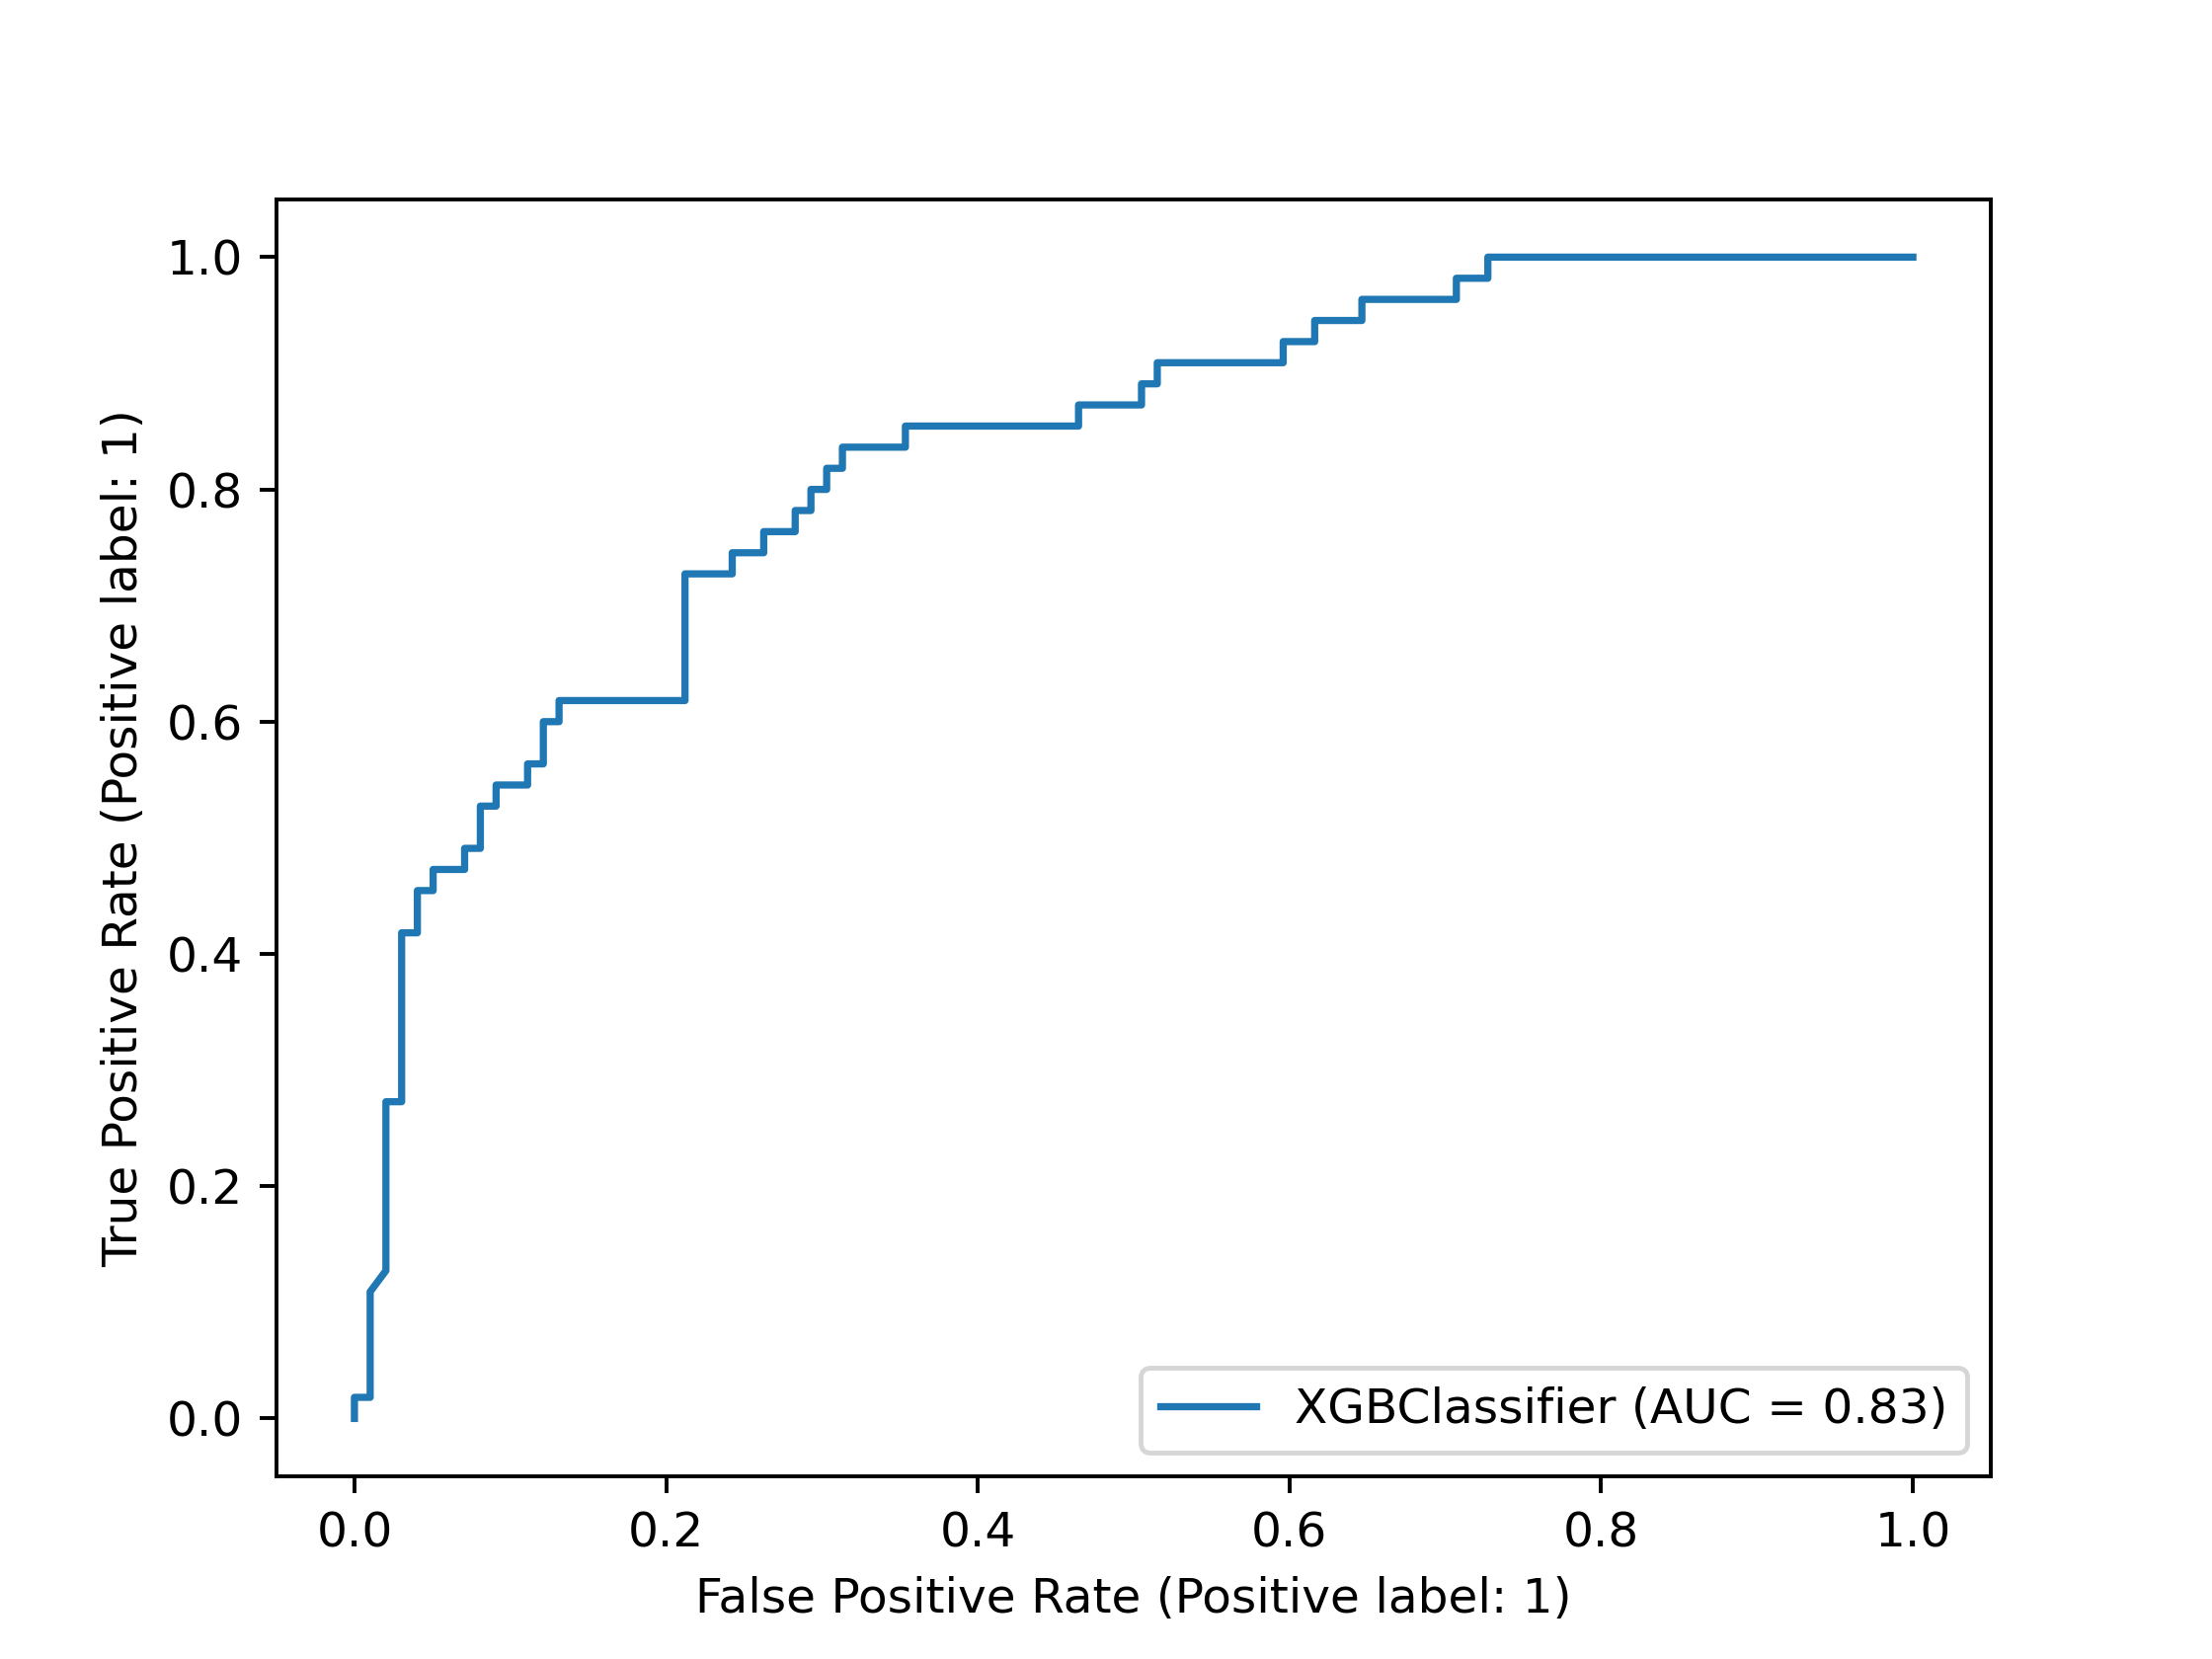 1.0
0.8
0.6
0.4
0.2
0.0
True Positive Rate (Positive label: 1)
XGBClassifier (AUC = 0.83)
0.0 0.2 0.4 0.6 0.8 1.0
False Positive Rate (Positive label: 1)